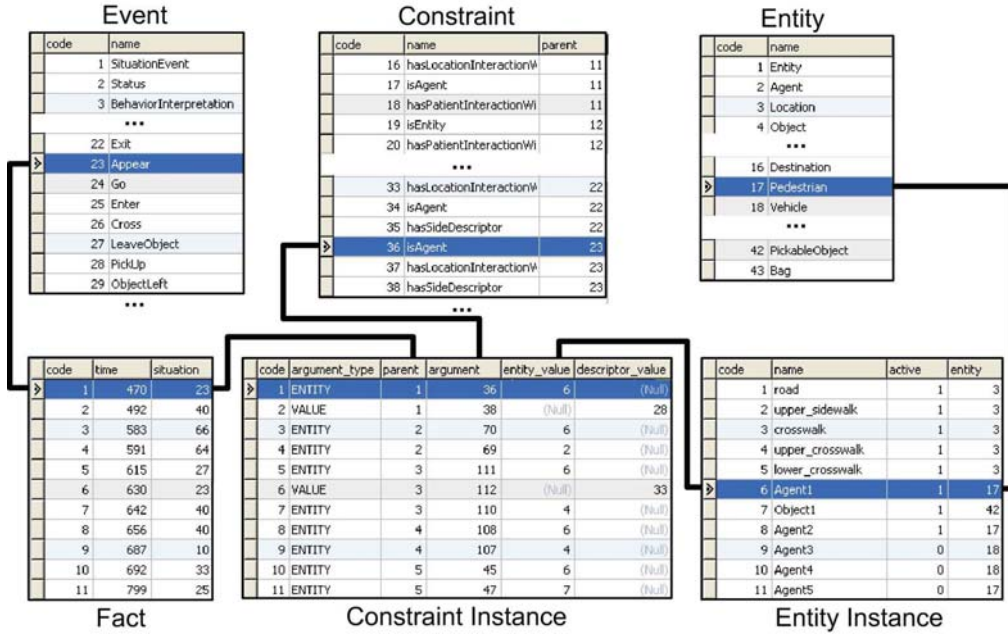 Event
code name
1 SituationEvent
2 Status
3 BehaviorInterpretation
...
22 Exit
23 Appear
24 Go
25 Enter
26 Cross
27 LeaveObject
28 PickUp
29 ObjectLeft
...
Constraint
code name parent
16 hasLocationInteractionW 11
17 isAgent 11
18 hasPatientInteractionWi 11
19 isEntity 12
20 hasPatientInteractionWi 12
...
33 hasLocationInteractionW 22
34 isAgent 22
35 hasSideDescriptor 22
36 isAgent 23
37 hasLocationInteractionW 23
38 hasSideDescriptor 23
...
Entity
code name
1 Entity
2 Agent
3 Location
4 Object
...
16 Destination
17 Pedestrian
18 Vehicle
...
42 PickableObject
43 Bag
code time situation
1 470 23
2 492 40
3 583 66
4 591 64
5 615 27
6 630 23
7 642 40
8 656 40
9 687 10
10 692 33
11 799 25
Fact
code argument_type parent argument entity_value descriptor_value
1 ENTITY 1 36 6 (Null)
2 VALUE 1 38 (Null) 28
3 ENTITY 2 70 6 (Null)
4 ENTITY 2 69 2 (Null)
5 ENTITY 3 111 6 (Null)
6 VALUE 3 112 (Null) 33
7 ENTITY 3 110 4 (Null)
8 ENTITY 4 108 6 (Null)
9 ENTITY 4 107 4 (Null)
10 ENTITY 5 45 6 (Null)
11 ENTITY 5 47 7 (Null)
Constraint Instance
code name active entity
1 road 1 3
2 upper_sidewalk 1 3
3 crosswalk 1 3
4 upper_crosswalk 1 3
5 lower_crosswalk 1 3
6 Agent1 1 17
7 Object1 1 42
8 Agent2 1 17
9 Agent3 0 18
10 Agent4 0 18
11 Agent5 0 17
Entity Instance